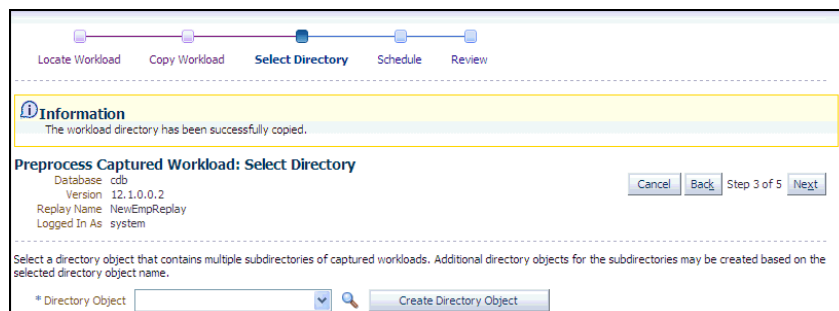 Locate Workload Copy Workload Select Directory Schedule Review
Information
The workload directory has been successfully copied.
Preprocess Captured Workload: Select Directory
Database cdb
Version 12.1.0.0.2
Replay Name NewEmpReplay
Logged In As system
Cancel Back Step 3 of 5 Next
Select a directory object that contains multiple subdirectories of captured workloads. Additional directory objects for the subdirectories may be created based on the
selected directory object name.
* Directory Object Create Directory Object